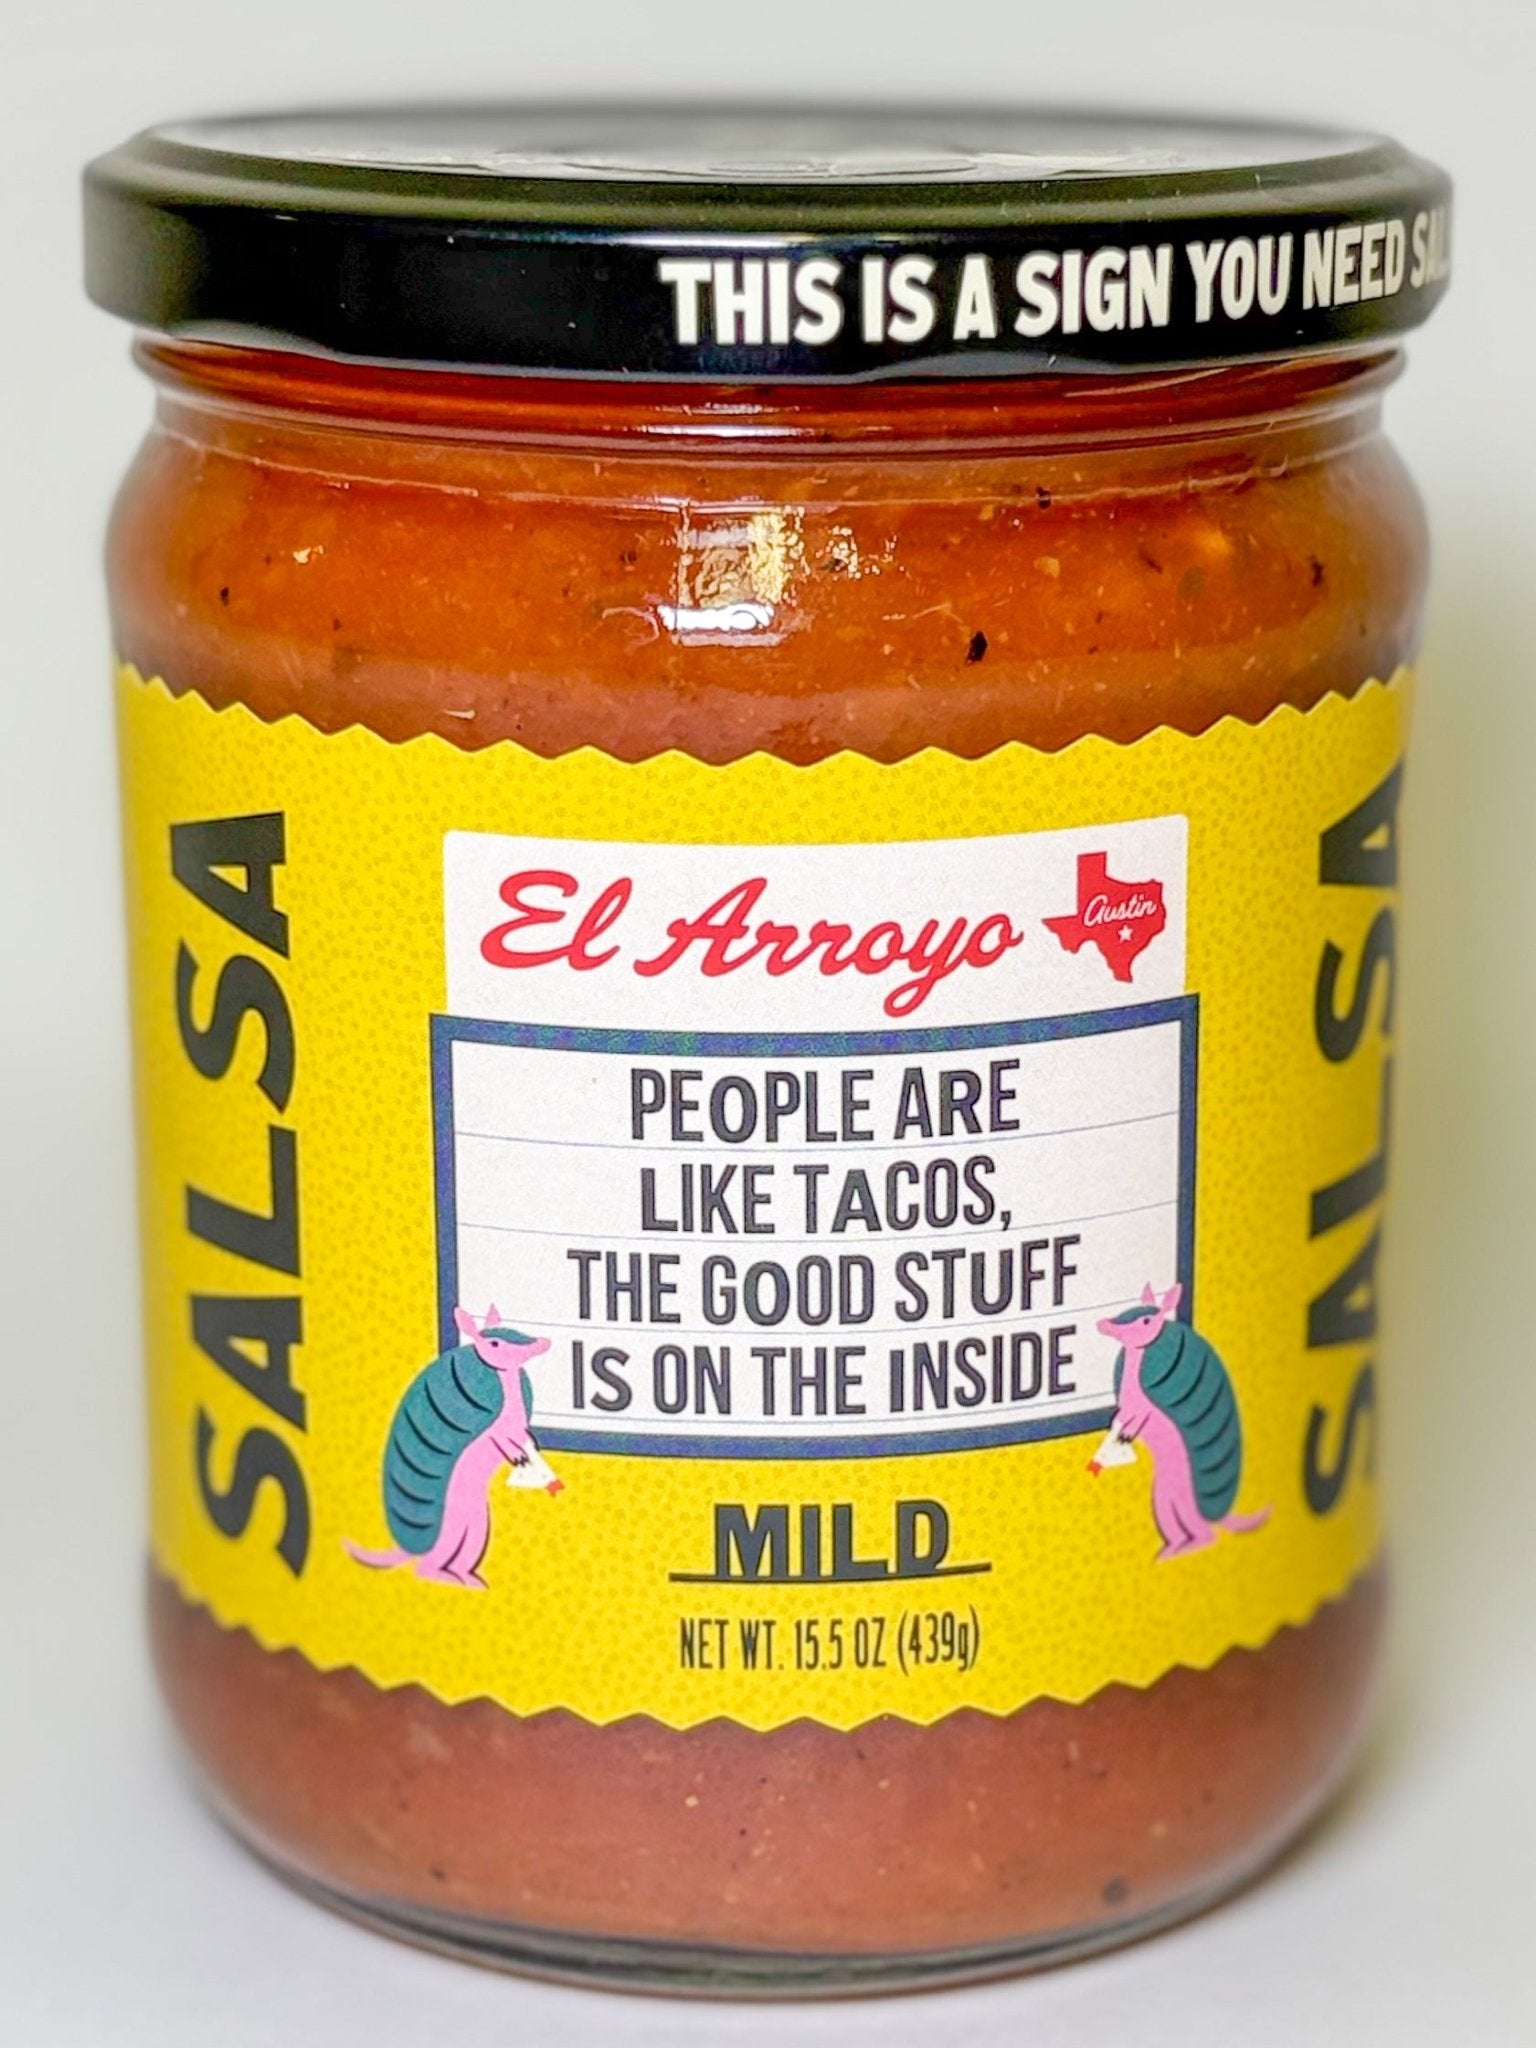 THIS IS A SIGN YOU NEED
SALSA
El Arroyo
Austin
PEOPLE ARE
LIKE TACOS,
THE GOOD STUFF
IS ON THE INSIDE
MILD
NET WT. 15.5 OZ (439g)
SALSA